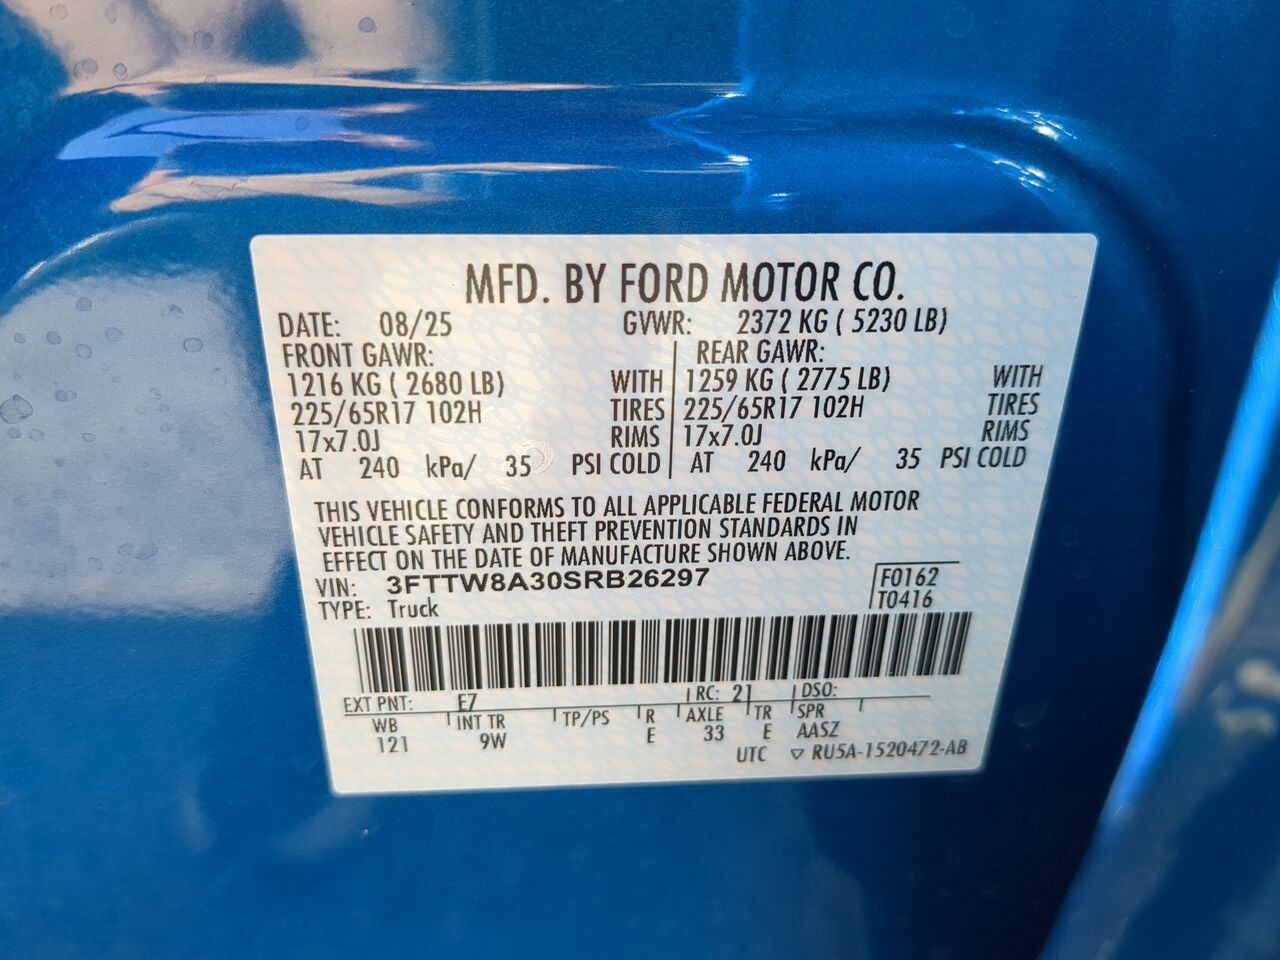 MFD. BY FORD MOTOR CO.
DATE: 08/25 GVWR: 2372 KG ( 5230 LB)
FRONT GAWR: REAR GAWR:
1216 KG ( 2680 LB) WITH 1259 KG ( 2775 LB) WITH
225/65R17 102H TIRES 225/65R17 102H TIRES
17x7.0J RIMS 17x7.0J RIMS
AT 240 kPa/ 35 PSI COLD AT 240 kPa/ 35 PSI COLD
THIS VEHICLE CONFORMS TO ALL APPLICABLE FEDERAL MOTOR
VEHICLE SAFETY AND THEFT PREVENTION STANDARDS IN
EFFECT ON THE DATE OF MANUFACTURE SHOWN ABOVE.
VIN: 3FTTW8A30SRB26297 F0162
TYPE: Truck T0416
EXT PNT: E7 RC: 21 DSO:
WB INT TR TP/PS R AXLE TR SPR
121 9W E 33 E AASZ
UTC ▽ RU5A-1520472-AB